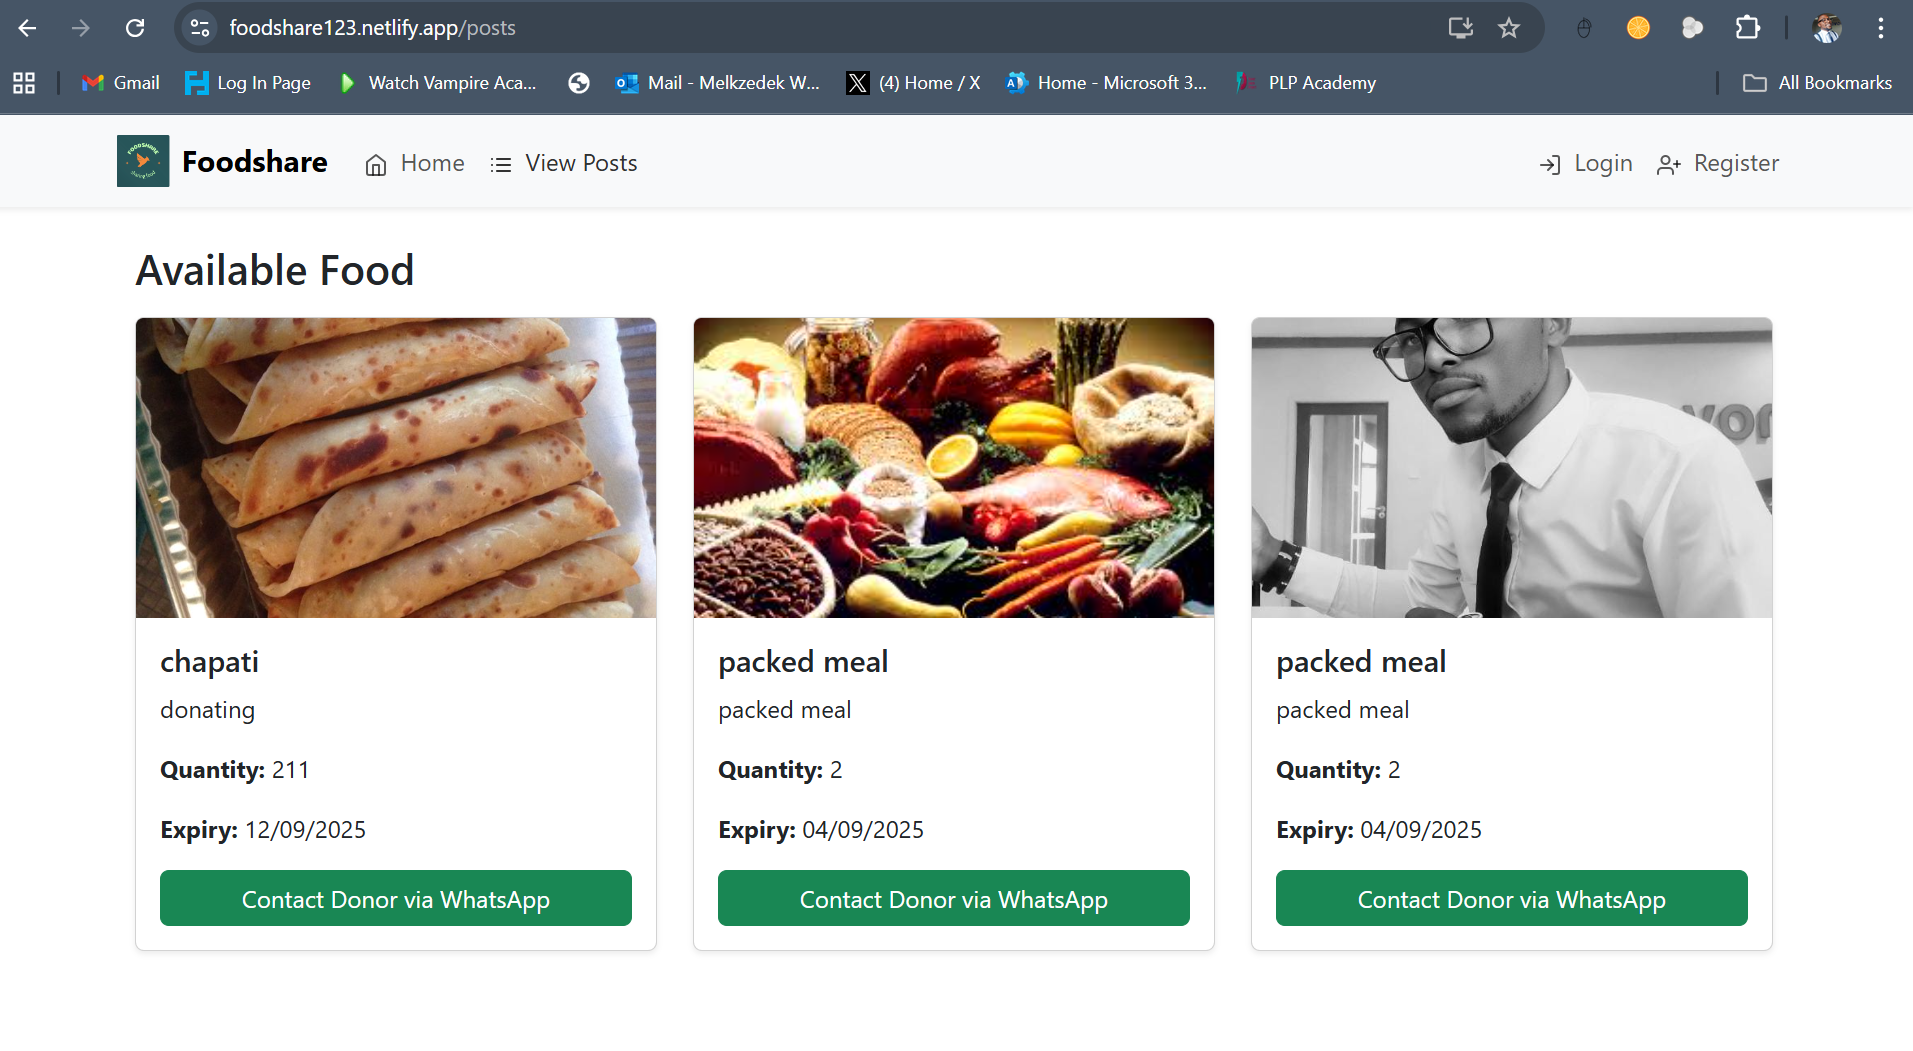 foodshare123.netlify.app/posts
Gmail
Log In Page
Watch Vampire Aca...
Mail - Melkzedek W...
(4) Home / X
Home - Microsoft 3...
PLP Academy
All Bookmarks
FOODSHARE
Foodshare
Home
View Posts
Login
Register
Available Food
chapati
donating
Quantity: 211
Expiry: 12/09/2025
Contact Donor via WhatsApp
packed meal
packed meal
Quantity: 2
Expiry: 04/09/2025
Contact Donor via WhatsApp
packed meal
packed meal
Quantity: 2
Expiry: 04/09/2025
Contact Donor via WhatsApp